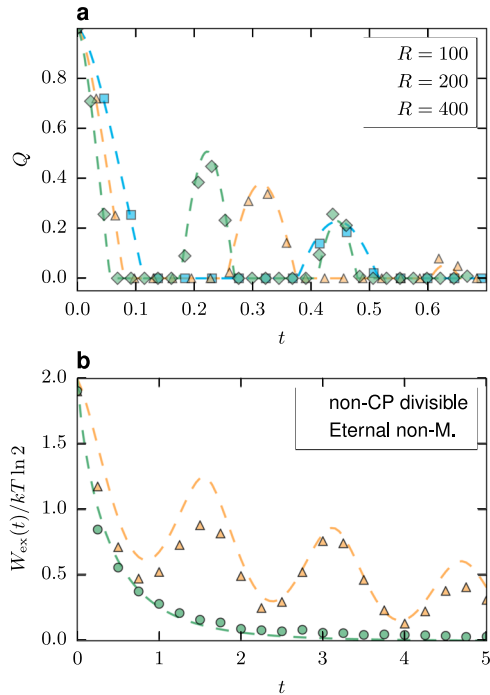 a
R = 100
R = 200
R = 400
Q
0.8
0.6
0.4
0.2
0.0
0.0 0.1 0.2 0.3 0.4 0.5 0.6
t
b
non-CP divisible
Eternal non-M.
W_ex(t)/kT ln 2
2.0
1.5
1.0
0.5
0.0
0 1 2 3 4 5
t